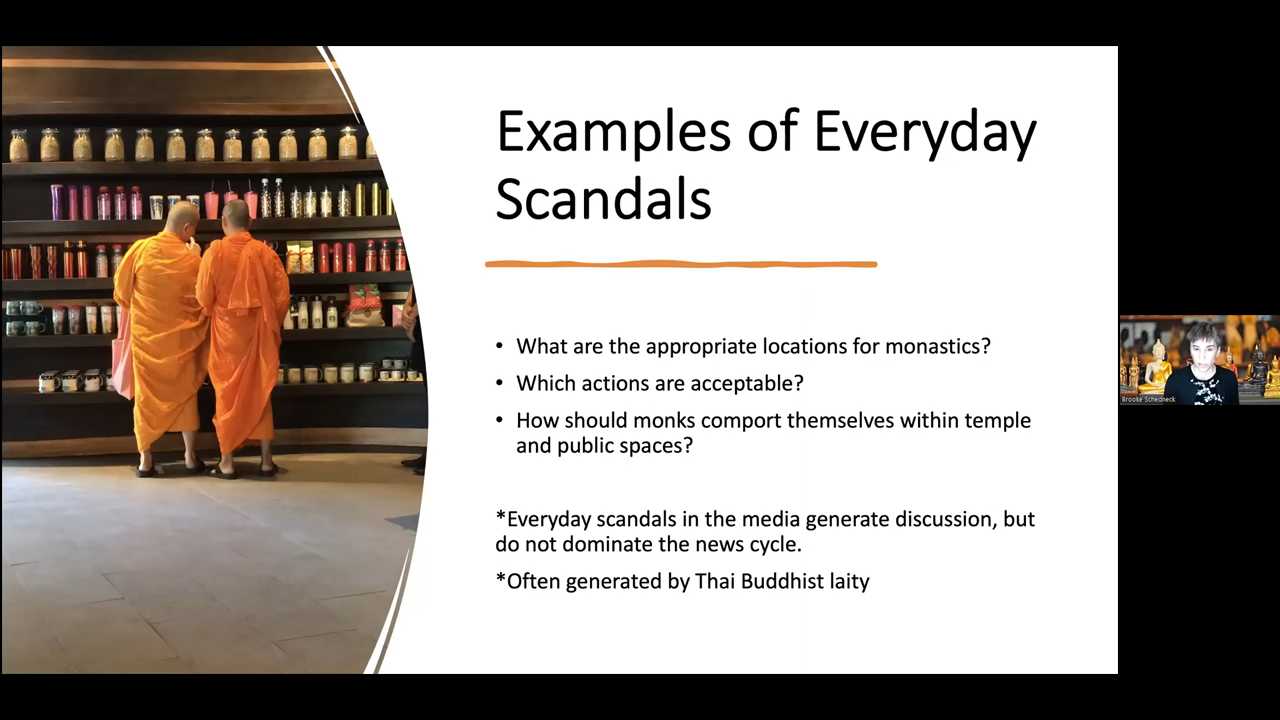 Examples of Everyday
Scandals
• What are the appropriate locations for monastics?
• Which actions are acceptable?
• How should monks comport themselves within temple
and public spaces?
*Everyday scandals in the media generate discussion, but
do not dominate the news cycle.
*Often generated by Thai Buddhist laity
Brooke Schedneck